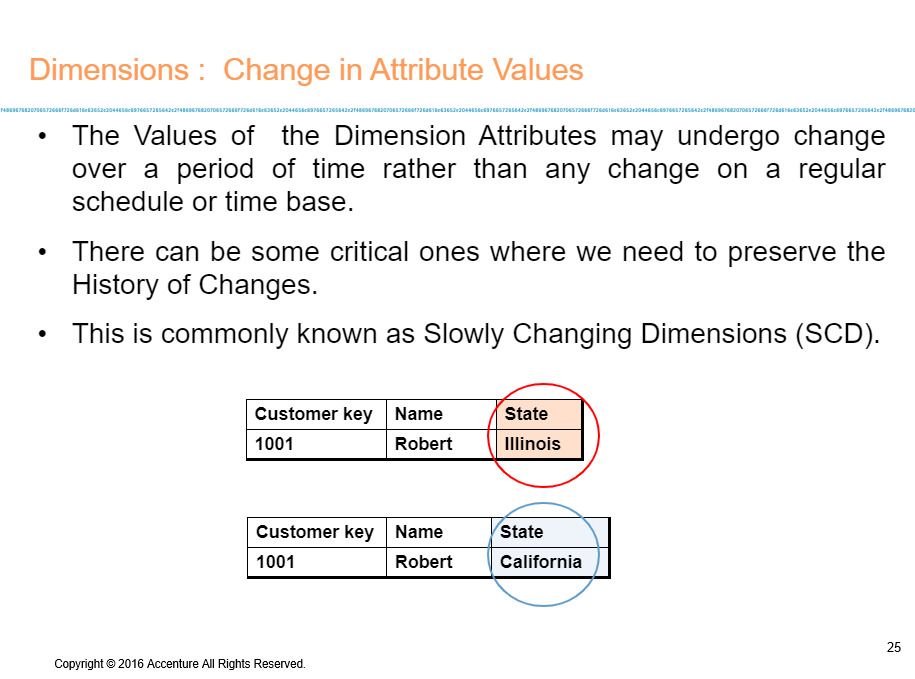 Dimensions :  Change in Attribute Values
• The Values of  the Dimension Attributes may undergo change
over a period of time rather than any change on a regular
schedule or time base.
• There can be some critical ones where we need to preserve the
History of Changes.
• This is commonly known as Slowly Changing Dimensions (SCD).
Customer key Name State
1001 Robert Illinois
Customer key Name State
1001 Robert California
25
Copyright © 2016 Accenture All Rights Reserved.